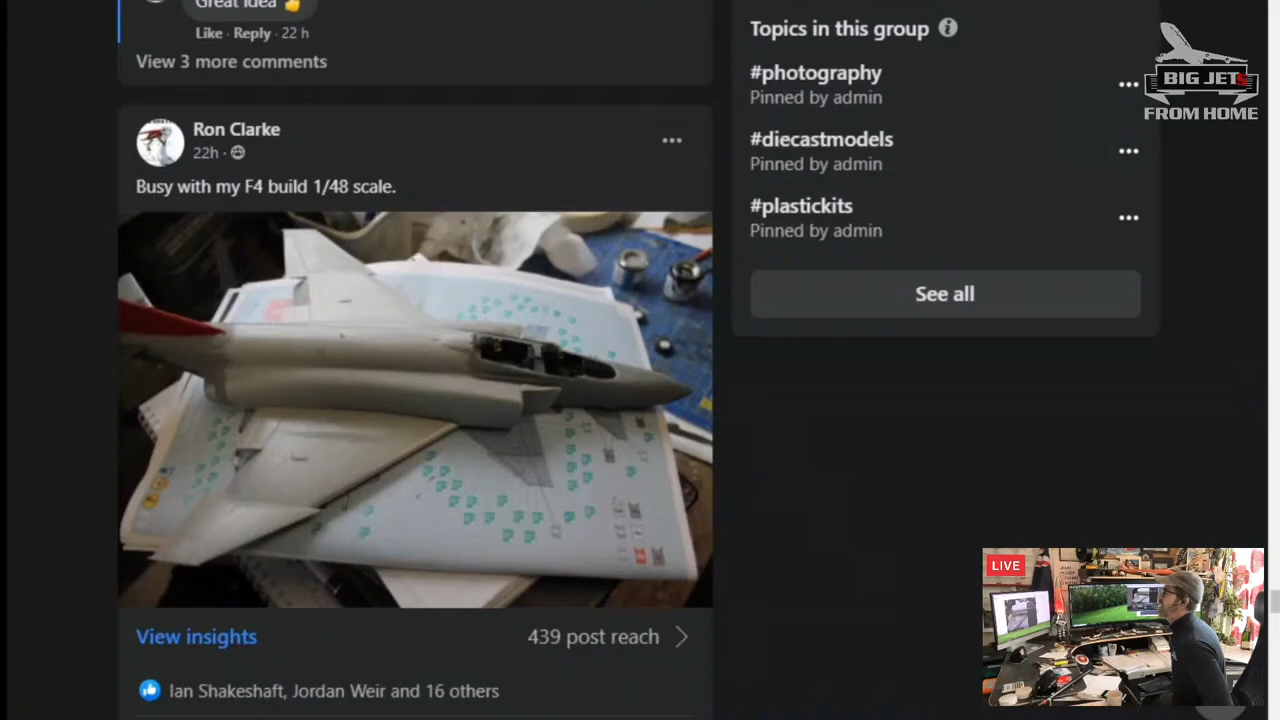 Great idea 👍
Like · Reply · 22 h
View 3 more comments
Ron Clarke
22h ·
Busy with my F4 build 1/48 scale.
View insights
439 post reach
Ian Shakeshaft, Jordan Weir and 16 others
Topics in this group
#photography
Pinned by admin
#diecastmodels
Pinned by admin
#plastickits
Pinned by admin
See all
BIG JETS
FROM HOME
LIVE